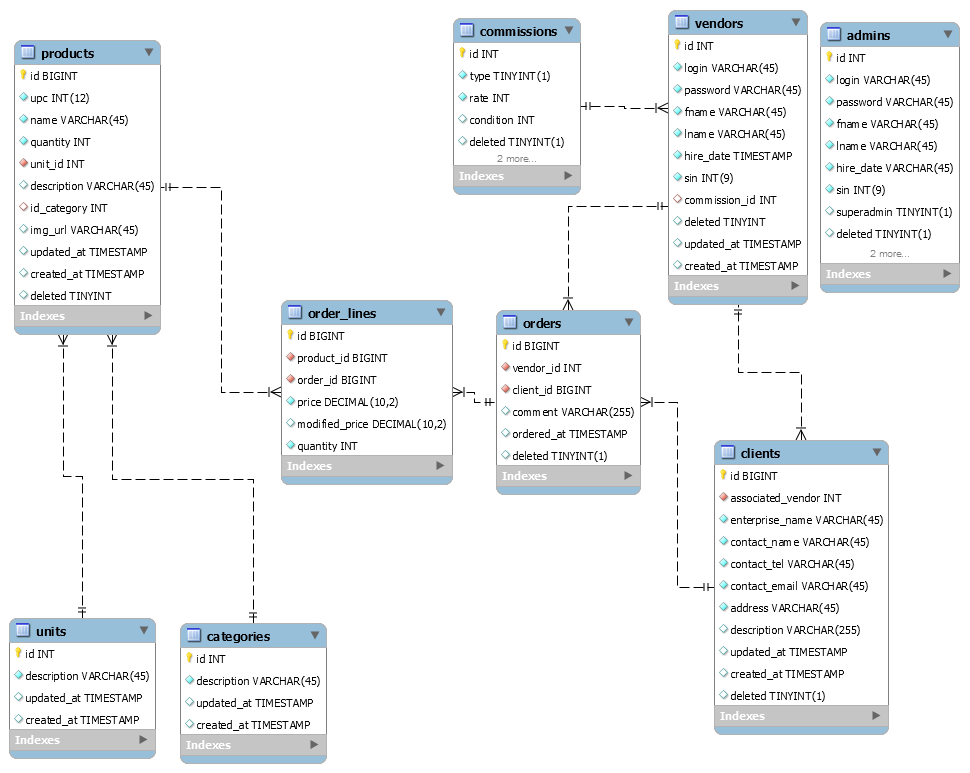 products
id BIGINT
upc INT(12)
name VARCHAR(45)
quantity INT
unit_id INT
description VARCHAR(45)
id_category INT
img_url VARCHAR(45)
updated_at TIMESTAMP
created_at TIMESTAMP
deleted TINYINT
Indexes
commissions
id INT
type TINYINT(1)
rate INT
condition INT
deleted TINYINT(1)
2 more...
Indexes
vendors
id INT
login VARCHAR(45)
password VARCHAR(45)
fname VARCHAR(45)
lname VARCHAR(45)
hire_date TIMESTAMP
sin INT(9)
commission_id INT
deleted TINYINT
updated_at TIMESTAMP
created_at TIMESTAMP
Indexes
admins
id INT
login VARCHAR(45)
password VARCHAR(45)
fname VARCHAR(45)
lname VARCHAR(45)
hire_date VARCHAR(45)
sin INT(9)
superadmin TINYINT(1)
deleted TINYINT(1)
2 more...
Indexes
order_lines
id BIGINT
product_id BIGINT
order_id BIGINT
price DECIMAL(10,2)
modified_price DECIMAL(10,2)
quantity INT
Indexes
orders
id BIGINT
vendor_id INT
client_id BIGINT
comment VARCHAR(255)
ordered_at TIMESTAMP
deleted TINYINT(1)
Indexes
clients
id BIGINT
associated_vendor INT
enterprise_name VARCHAR(45)
contact_name VARCHAR(45)
contact_tel VARCHAR(45)
contact_email VARCHAR(45)
address VARCHAR(45)
description VARCHAR(255)
updated_at TIMESTAMP
created_at TIMESTAMP
deleted TINYINT(1)
Indexes
units
id INT
description VARCHAR(45)
updated_at TIMESTAMP
created_at TIMESTAMP
Indexes
categories
id INT
description VARCHAR(45)
updated_at TIMESTAMP
created_at TIMESTAMP
Indexes